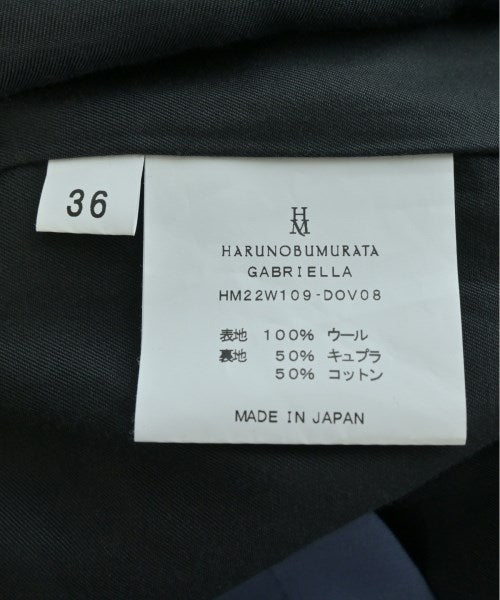 36
HM
HARUNOBUMURATA
GABRIELLA
HM22W109-DOV08
表地 100% ウール
裏地 50% キュプラ
50% コットン
MADE IN JAPAN